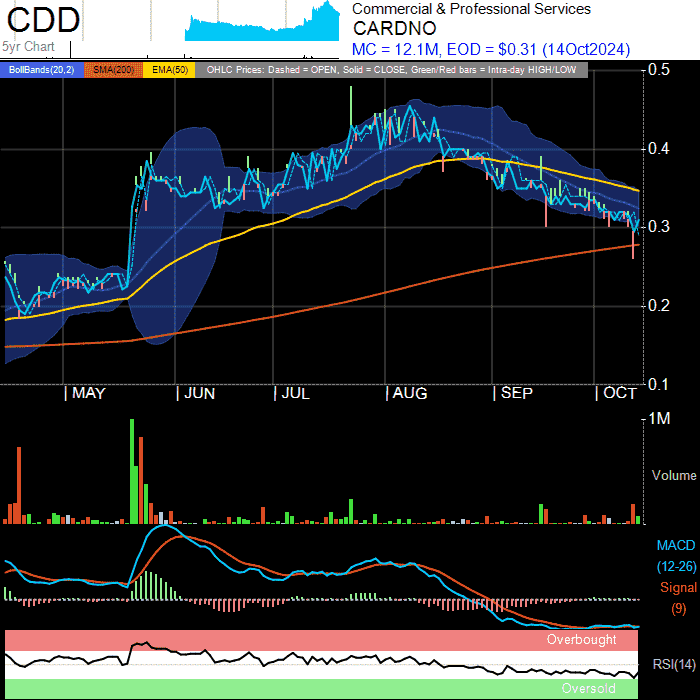 CDD
5yr Chart
Commercial & Professional Services
CARDNO
MC = 12.1M, EOD = $0.31 (14Oct2024)
BollBands(20,2) SMA(200) EMA(50) OHLC Prices: Dashed = OPEN, Solid = CLOSE, Green/Red bars = Intra-day HIGH/LOW
0.5
0.4
0.3
0.2
0.1
| MAY | JUN | JUL | AUG | SEP | OCT
1M
Volume
MACD
(12-26)
Signal
(9)
Overbought
RSI(14)
Oversold